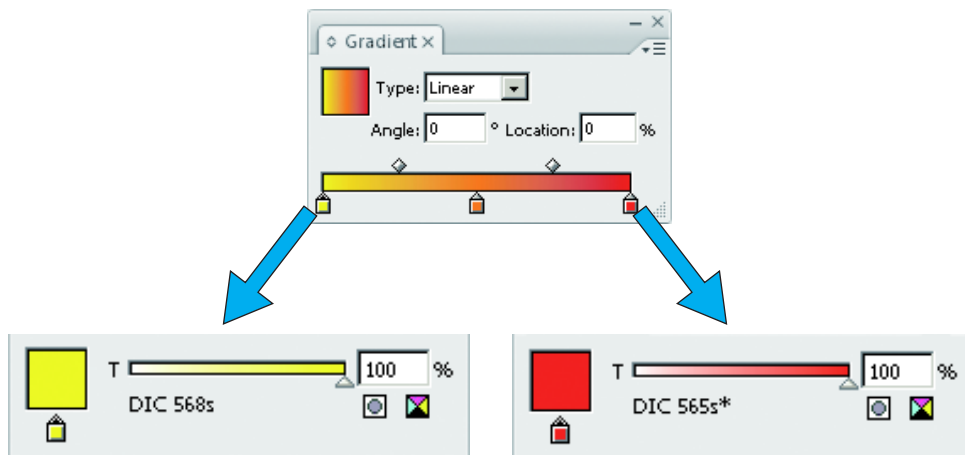 Gradient
Type: Linear
Angle: 0 ° Location: 0 %
T 100 %
DIC 568s
T 100 %
DIC 565s*